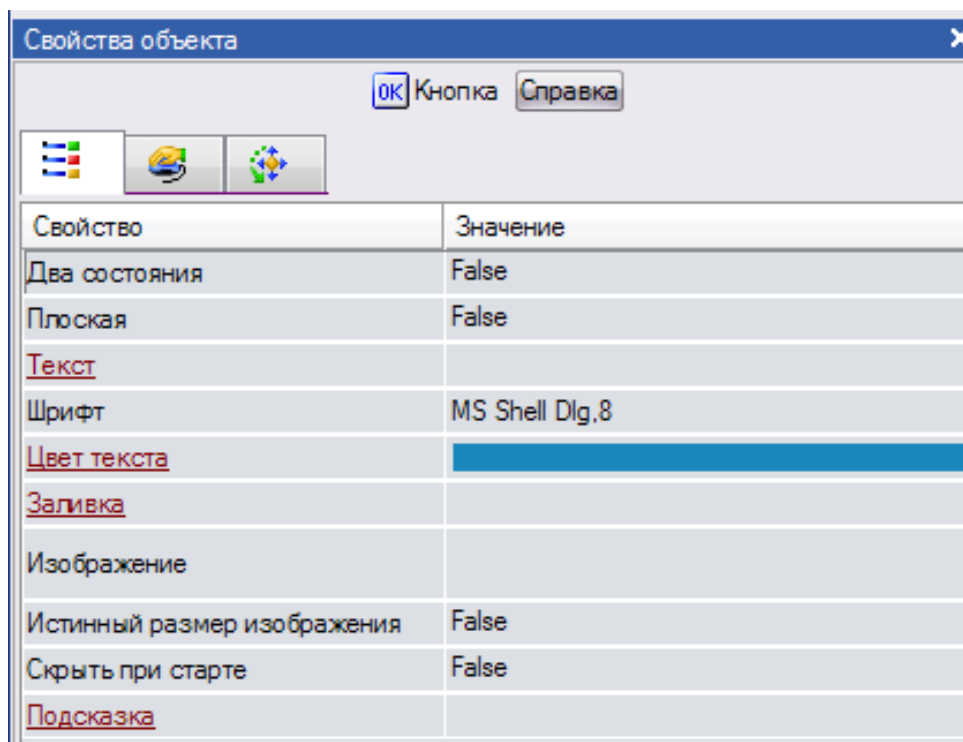 Свойства объекта
OK Кнопка Справка
Свойство Значение
Два состояния False
Плоская False
Текст
Шрифт MS Shell Dlg,8
Цвет текста
Заливка
Изображение
Истинный размер изображения False
Скрыть при старте False
Подсказка